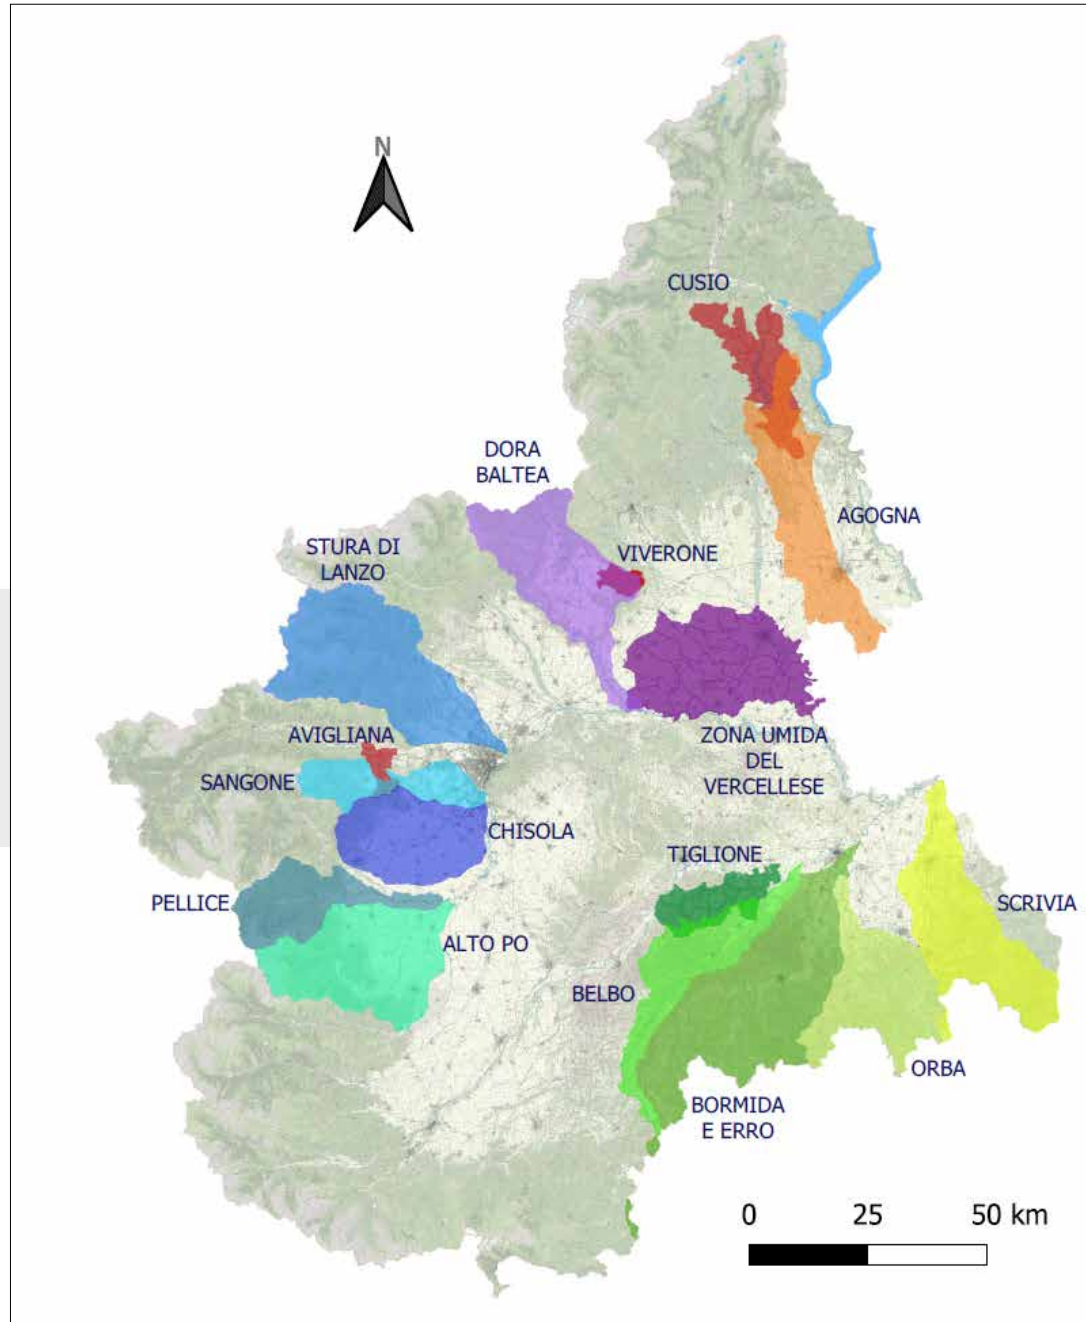 N
CUSIO
DORA
BALTEA
AGOGNA
STURA DI
LANZO
VIVERONE
AVIGLIANA
ZONA UMIDA
DEL
VERCELLESE
SANGONE
CHISOLA
TIGLIONE
PELLICE
SCRIVIA
ALTO PO
BELBO
ORBA
BORMIDA
E ERRO
0 25 50 km